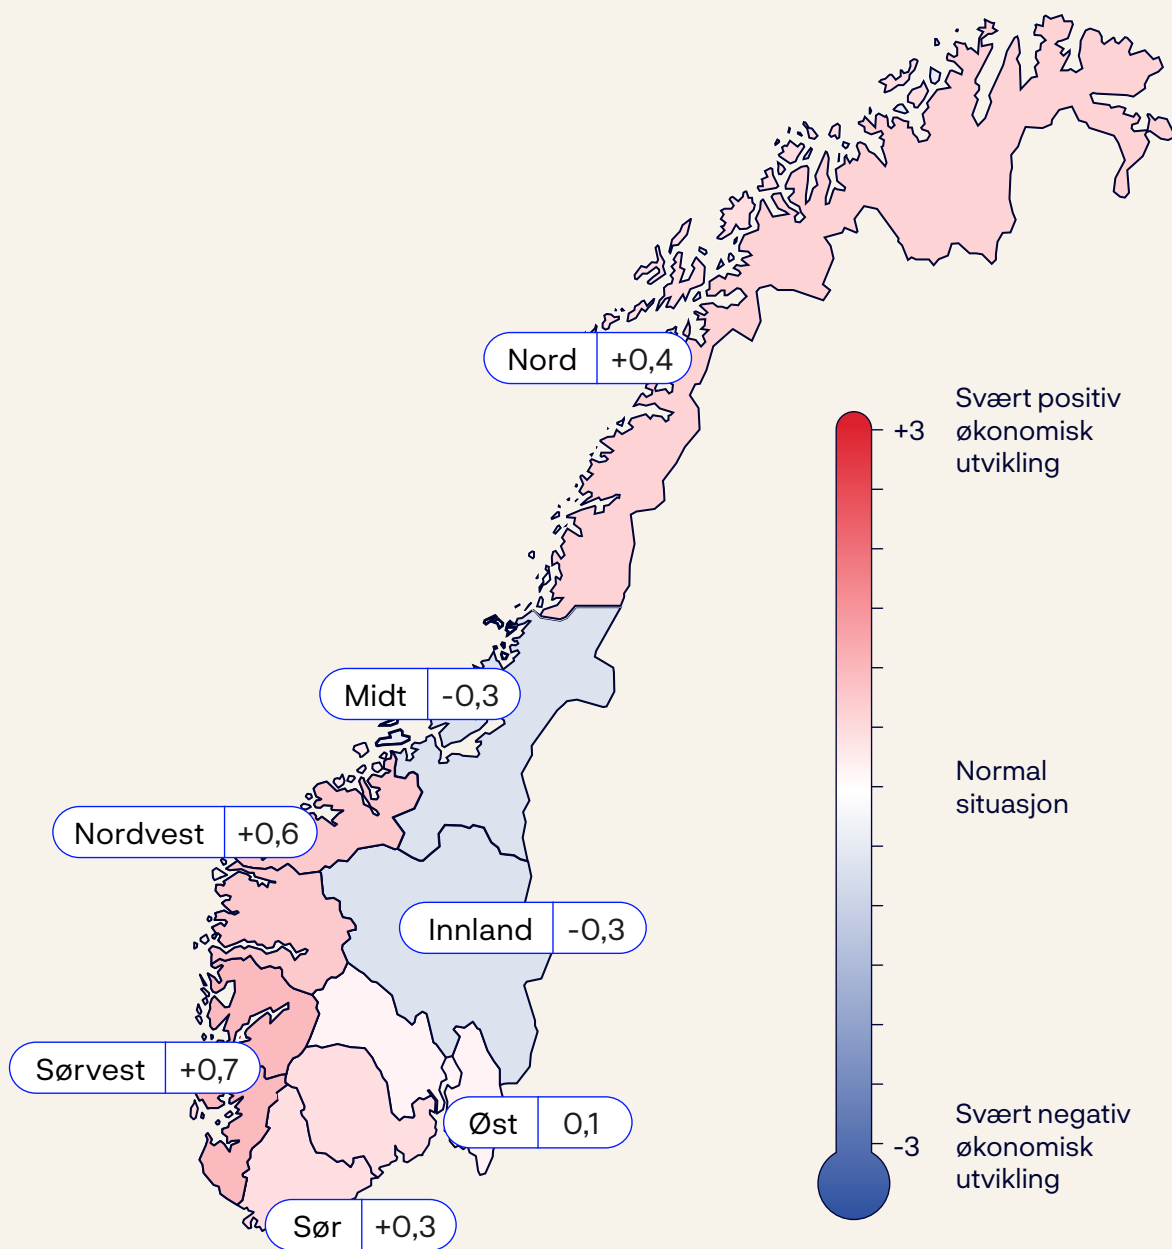 Nord +0,4
Svært positiv
+3 økonomisk
utvikling
Midt -0,3
Normal
situasjon
Nordvest +0,6
Innland -0,3
Sørvest +0,7
Øst 0,1
Svært negativ
-3 økonomisk
utvikling
Sør +0,3